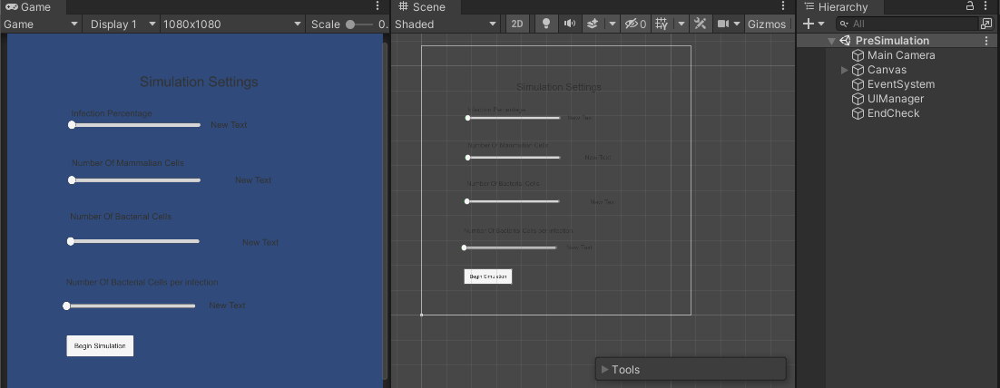 Game
Game Display 1 1080x1080 Scale 0.
Simulation Settings
Infection Persentage
New Text
Number Of Mammalian Cells
New Text
Number Of Bacterial Cells
New Text
Number Of Bacterial Cells per infection
New Text
Begin Simulation
Scene
Shaded 2D 0 Gizmos
Simulation Settings
Infection Persentage
New Text
Number Of Mammalian Cells
New Text
Number Of Bacterial Cells
New Text
Number Of Bacterial Cells per infection
New Text
Begin Simulation
Tools
Hierarchy
All
PreSimulation
Main Camera
Canvas
EventSystem
UIManager
EndCheck